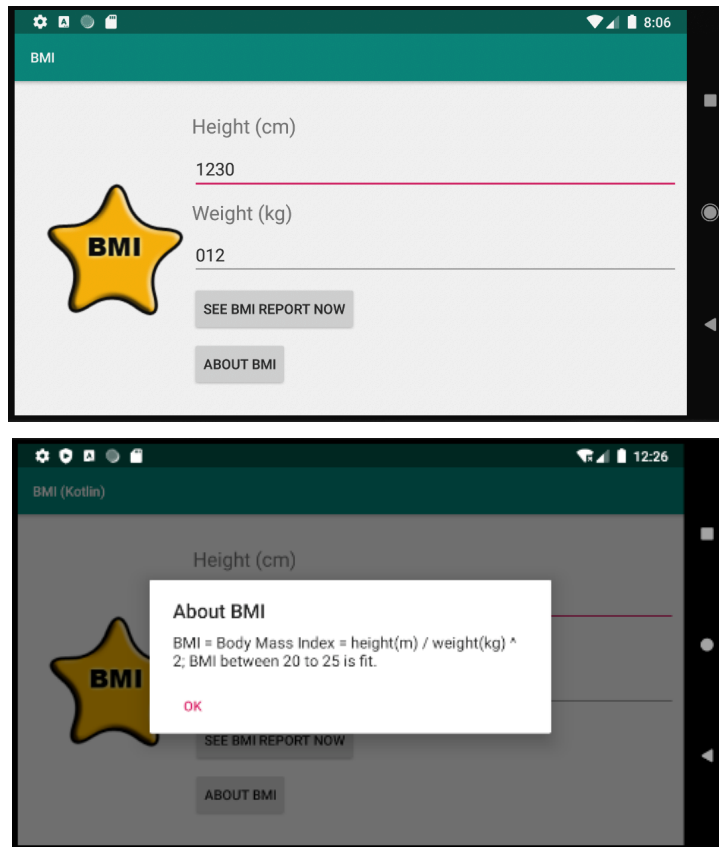 8:06
BMI
Height (cm)
1230
BMI
Weight (kg)
012
SEE BMI REPORT NOW
ABOUT BMI
12:26
BMI (Kotlin)
Height (cm)
About BMI
BMI = Body Mass Index = height(m) / weight(kg) ^
2; BMI between 20 to 25 is fit.
BMI
OK
SEE BMI REPORT NOW
ABOUT BMI